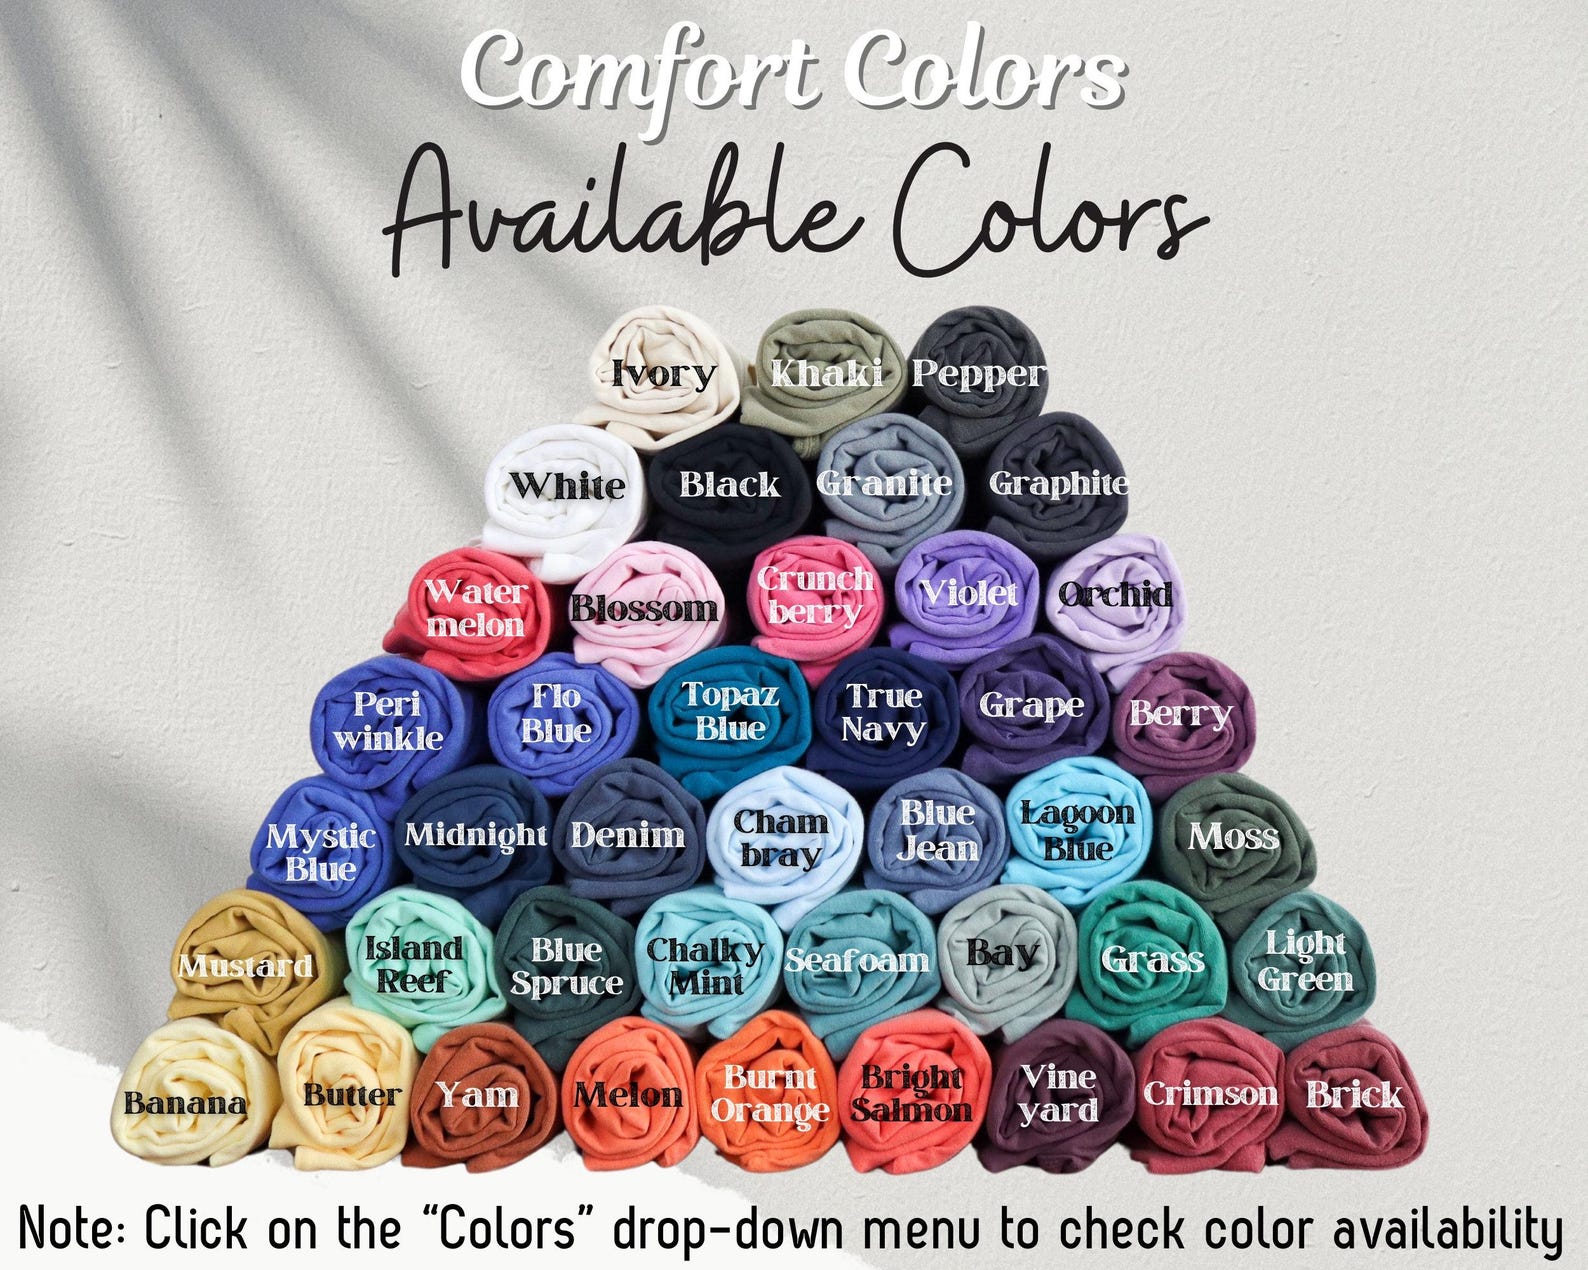 Comfort Colors
Available Colors
Ivory
Khaki
Pepper
White
Black
Granite
Graphite
Water
melon
Blossom
Crunch
berry
Violet
Orchid
Peri
winkle
Flo
Blue
Topaz
Blue
True
Navy
Grape
Berry
Mystic
Blue
Midnight
Denim
Cham
bray
Blue
Jean
Lagoon
Blue
Moss
Mustard
Island
Reef
Blue
Spruce
Chalky
Mint
Seafoam
Bay
Grass
Light
Green
Banana
Butter
Yam
Melon
Burnt
Orange
Bright
Salmon
Vine
yard
Crimson
Brick
Note: Click on the “Colors” drop-down menu to check color availability